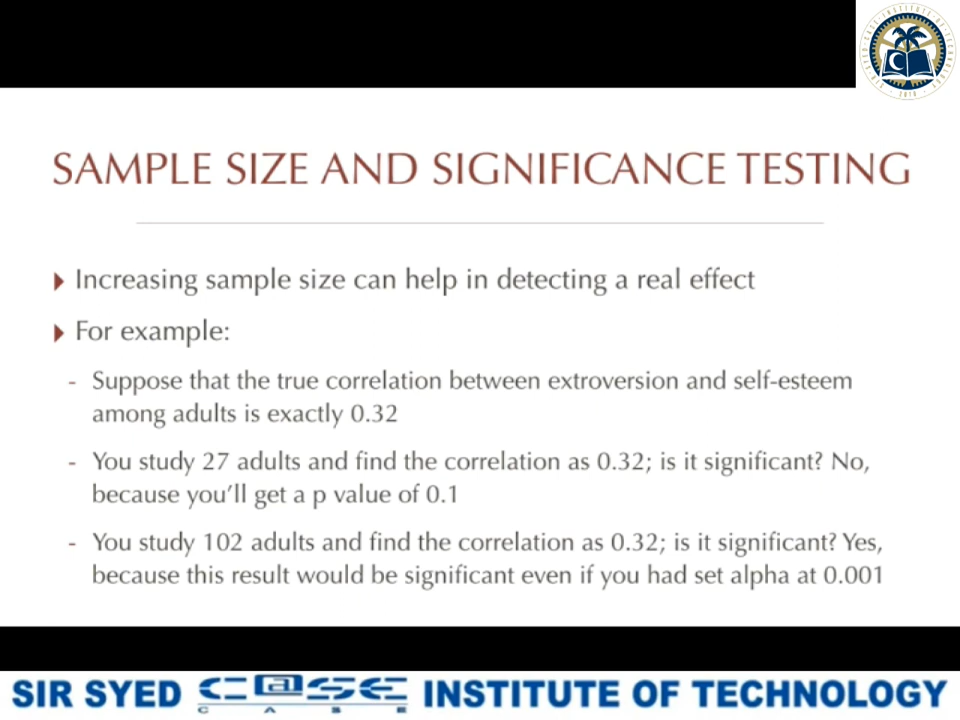 SAMPLE SIZE AND SIGNIFICANCE TESTING
Increasing sample size can help in detecting a real effect
For example:
- Suppose that the true correlation between extroversion and self-esteem
among adults is exactly 0.32
- You study 27 adults and find the correlation as 0.32; is it significant? No,
because you'll get a p value of 0.1
- You study 102 adults and find the correlation as 0.32; is it significant? Yes,
because this result would be significant even if you had set alpha at 0.001
SIR SYED C@SE INSTITUTE OF TECHNOLOGY
C A S E